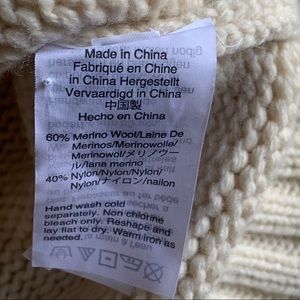 Made in China
Fabriqué en Chine
in China Hergestellt
Vervaardigd in China
中国製
Hecho en China
60% Merino Wool/Laine De
Merinos/Merinowolle/
Merinowol/メリノウー
ル/lana merino
40% Nylon/Nylon/Nylon/
Nylon/ナイロン/nailon
Hand wash cold
separately. Non chlorine
bleach only. Reshape and
lay flat to dry. Warm iron as
needed.